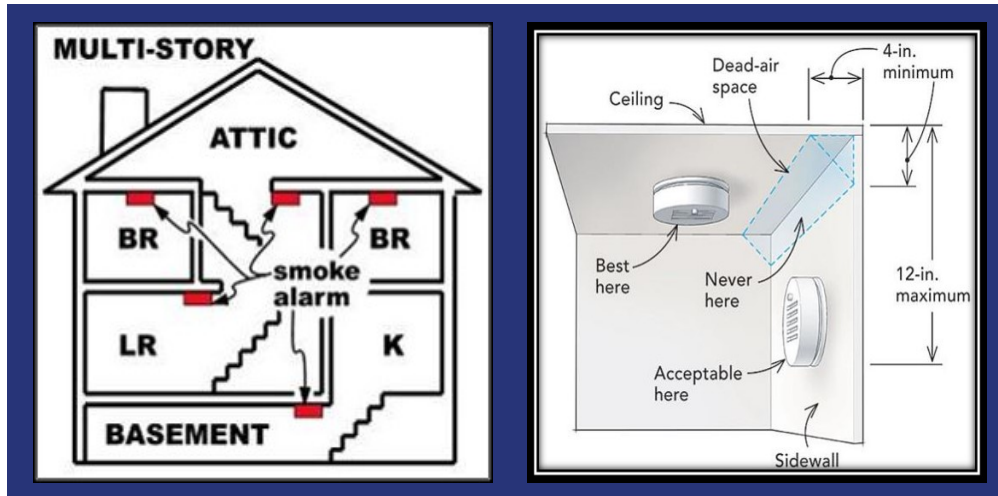 MULTI-STORY
ATTIC
BR
BR
smoke
alarm
LR
K
BASEMENT
4-in.
minimum
Dead-air
space
Ceiling
Best
here
Never
here
12-in.
maximum
Acceptable
here
Sidewall